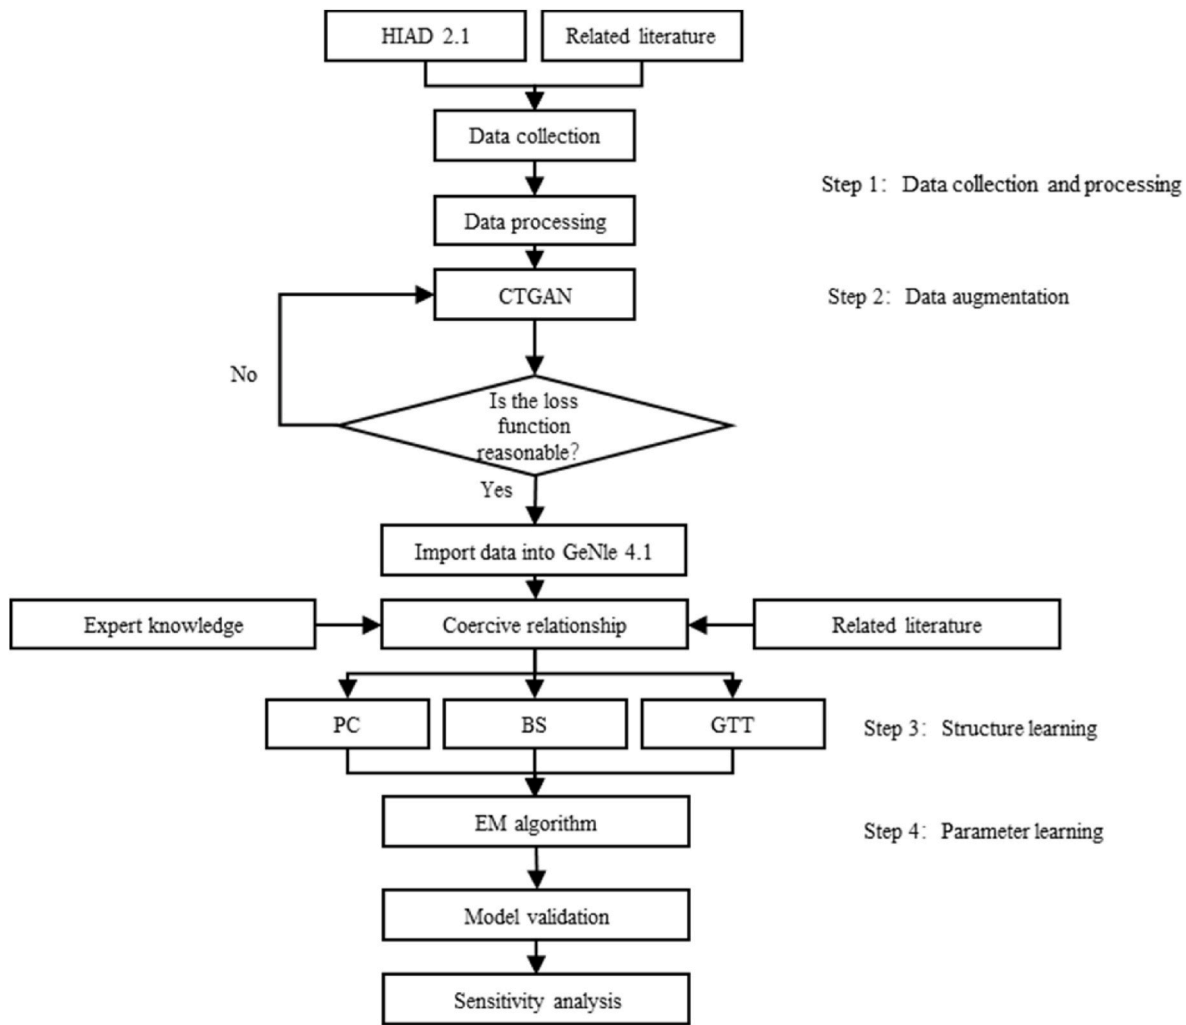 HIAD 2.1
Related literature
Data collection
Step 1: Data collection and processing
Data processing
CTGAN
Step 2: Data augmentation
No
Is the loss
function
reasonable?
Yes
Import data into GeNle 4.1
Expert knowledge
Coercive relationship
Related literature
PC
BS
GTT
Step 3: Structure learning
EM algorithm
Step 4: Parameter learning
Model validation
Sensitivity analysis